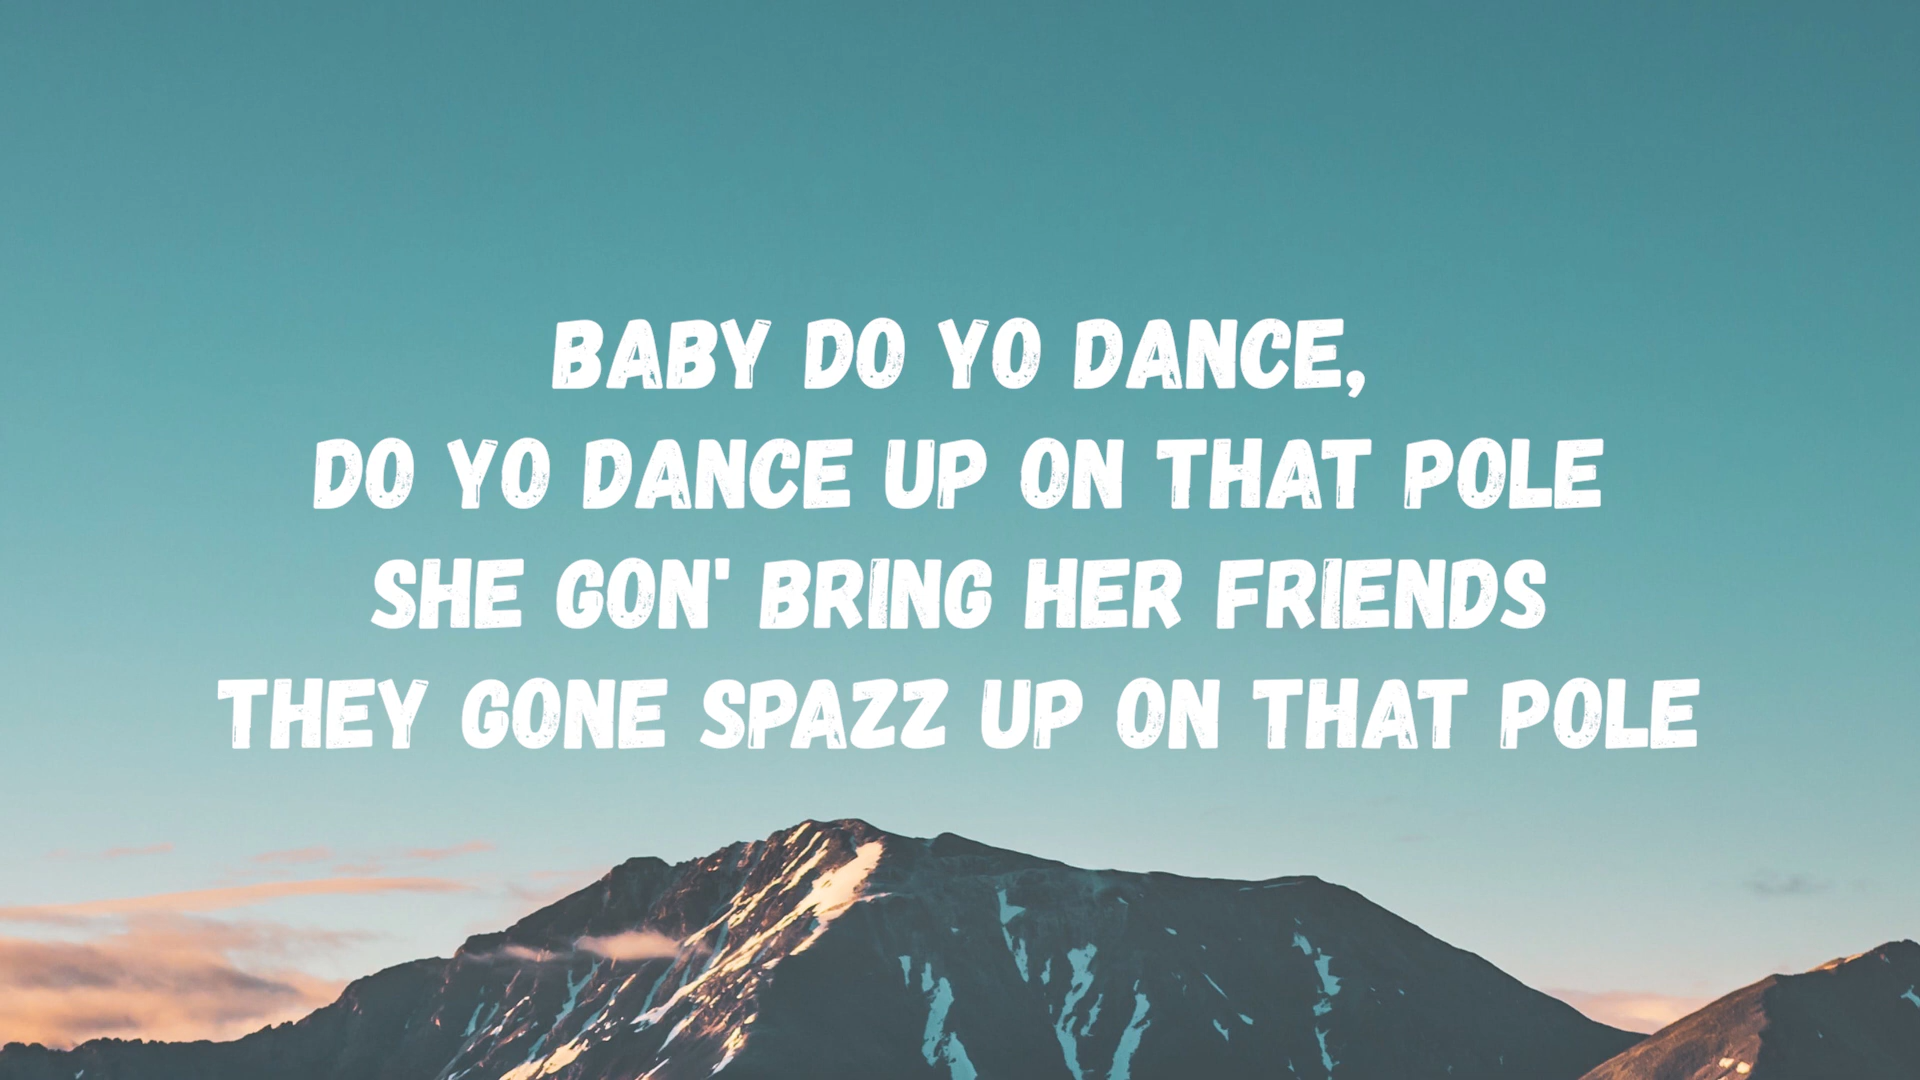 BABY DO YO DANCE,
DO YO DANCE UP ON THAT POLE
SHE GON' BRING HER FRIENDS
THEY GONE SPAZZ UP ON THAT POLE